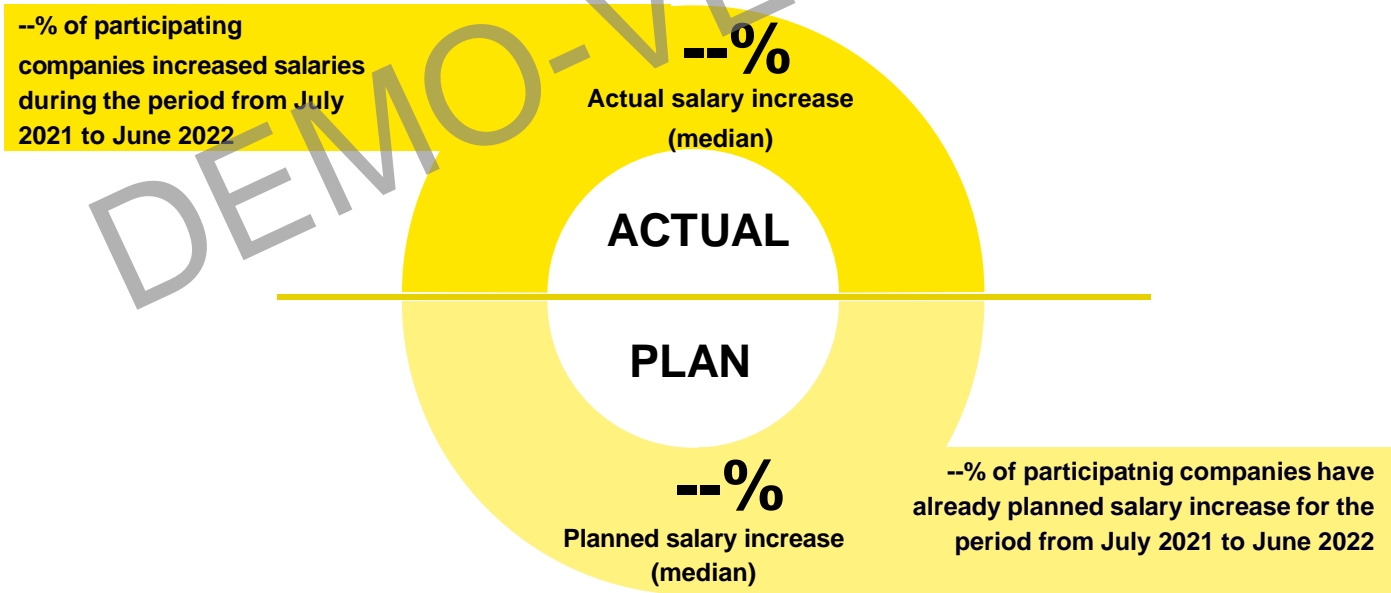 --% of participating
companies increased salaries
during the period from July
2021 to June 2022
--%
Actual salary increase
(median)
ACTUAL
PLAN
--%
Planned salary increase
(median)
--% of participatnig companies have
already planned salary increase for the
period from July 2021 to June 2022
DEMO-VE